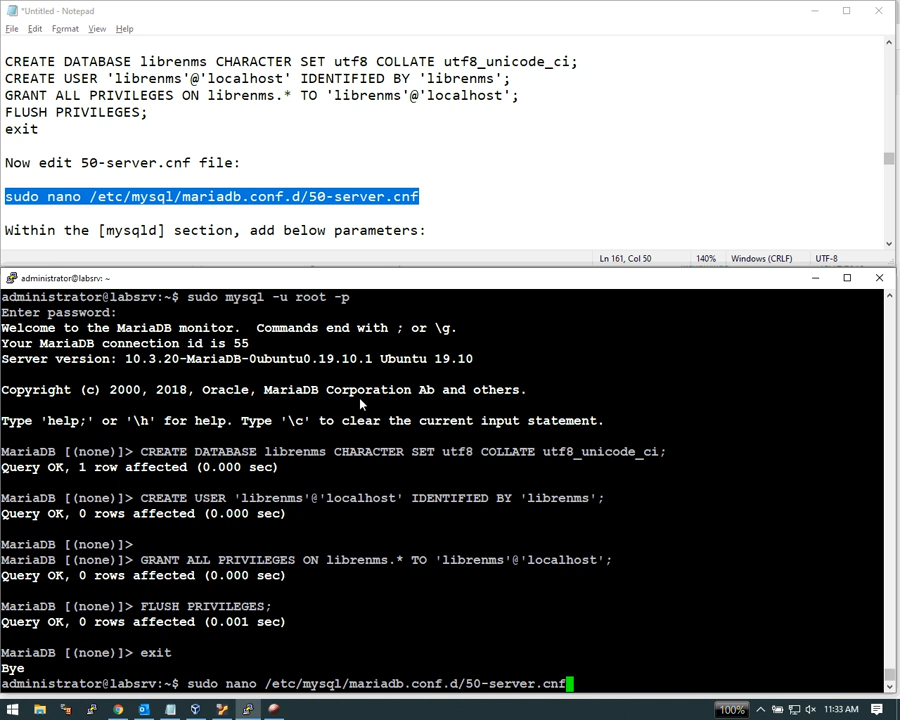 *Untitled - Notepad
File Edit Format View Help
CREATE DATABASE librenms CHARACTER SET utf8 COLLATE utf8_unicode_ci;
CREATE USER 'librenms'@'localhost' IDENTIFIED BY 'librenms';
GRANT ALL PRIVILEGES ON librenms.* TO 'librenms'@'localhost';
FLUSH PRIVILEGES;
exit
Now edit 50-server.cnf file:
sudo nano /etc/mysql/mariadb.conf.d/50-server.cnf
Within the [mysqld] section, add below parameters:
Ln 161, Col 50 140% Windows (CRLF) UTF-8
administrator@labsrv: ~
administrator@labsrv:~$ sudo mysql -u root -p
Enter password:
Welcome to the MariaDB monitor.  Commands end with ; or \g.
Your MariaDB connection id is 55
Server version: 10.3.20-MariaDB-0ubuntu0.19.10.1 Ubuntu 19.10
Copyright (c) 2000, 2018, Oracle, MariaDB Corporation Ab and others.
Type 'help;' or '\h' for help. Type '\c' to clear the current input statement.
MariaDB [(none)]> CREATE DATABASE librenms CHARACTER SET utf8 COLLATE utf8_unicode_ci;
Query OK, 1 row affected (0.000 sec)
MariaDB [(none)]> CREATE USER 'librenms'@'localhost' IDENTIFIED BY 'librenms';
Query OK, 0 rows affected (0.000 sec)
MariaDB [(none)]>
MariaDB [(none)]> GRANT ALL PRIVILEGES ON librenms.* TO 'librenms'@'localhost';
Query OK, 0 rows affected (0.000 sec)
MariaDB [(none)]> FLUSH PRIVILEGES;
Query OK, 0 rows affected (0.001 sec)
MariaDB [(none)]> exit
Bye
administrator@labsrv:~$ sudo nano /etc/mysql/mariadb.conf.d/50-server.cnf
100% 11:33 AM